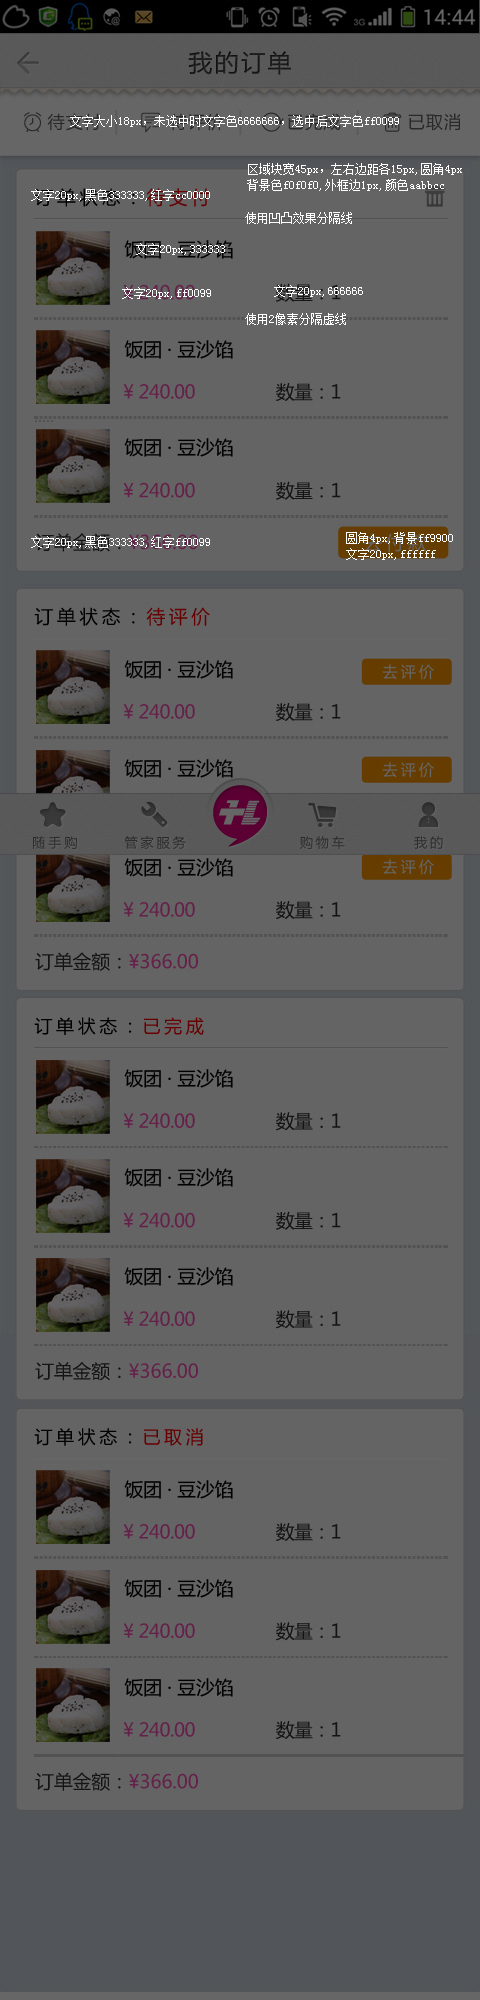 3G 14:44
我的订单
文字大小18px，未选中时文字色6666666，选中后文字色ff0099
已取消
区域块宽45px，左右边距各15px,圆角4px
背景色f0f0f0,外框边1px,颜色aabbcc
文字20px,黑色333333,红字cc0000
使用凹凸效果分隔线
文字20px,333333
文字20px,ff0099
文字20px,666666
使用2像素分隔虚线
饭团·豆沙馅
¥ 240.00 数量：1
饭团·豆沙馅
¥ 240.00 数量：1
文字20px,黑色333333,红字ff0099
圆角4px,背景ff9900
文字20px,ffffff
订单状态：待评价
饭团·豆沙馅 去评价
¥ 240.00 数量：1
饭团·豆沙馅 去评价
随手购 管家服务 购物车 我的
饭团·豆沙馅 去评价
¥ 240.00 数量：1
订单金额：¥366.00
订单状态：已完成
饭团·豆沙馅
¥ 240.00 数量：1
饭团·豆沙馅
¥ 240.00 数量：1
饭团·豆沙馅
¥ 240.00 数量：1
订单金额：¥366.00
订单状态：已取消
饭团·豆沙馅
¥ 240.00 数量：1
饭团·豆沙馅
¥ 240.00 数量：1
饭团·豆沙馅
¥ 240.00 数量：1
订单金额：¥366.00